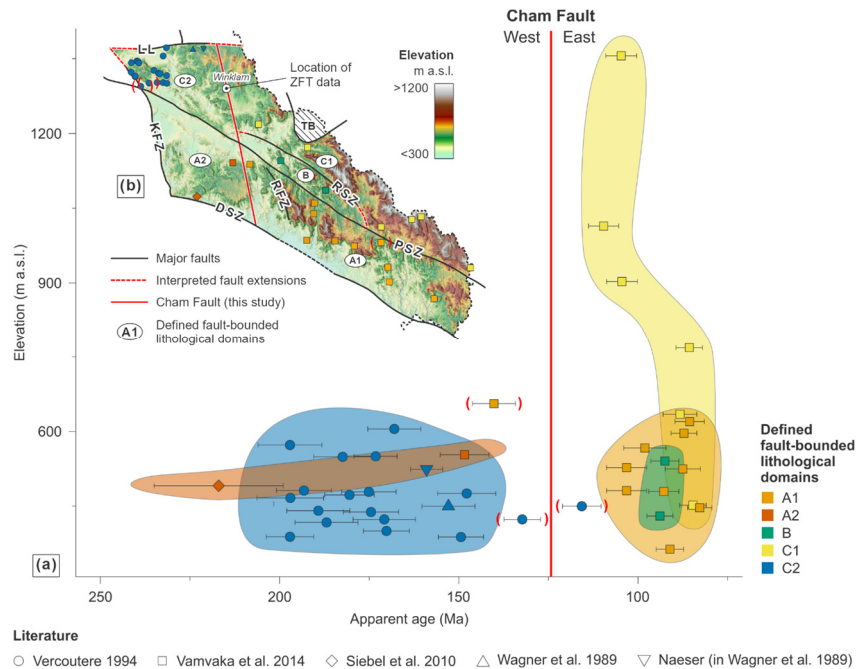 Cham Fault
West East
L-L
C2
Winklarn
Location of
ZFT data
Elevation
m a.s.l.
>1200
<300
TB
KFZ
A2
C1
B
(b)
RFZ
RSZ
DSZ
PSZ
A1
Major faults
Interpreted fault extensions
Cham Fault (this study)
A1 Defined fault-bounded
lithological domains
Elevation (m a.s.l.)
1200
900
600
( )
( ) ( )
(a)
Defined
fault-bounded
lithological
domains
A1
A2
B
C1
C2
250 200 150 100
Apparent age (Ma)
Literature
Vercoutere 1994 Vamvaka et al. 2014 Siebel et al. 2010 Wagner et al. 1989 Naeser (in Wagner et al. 1989)